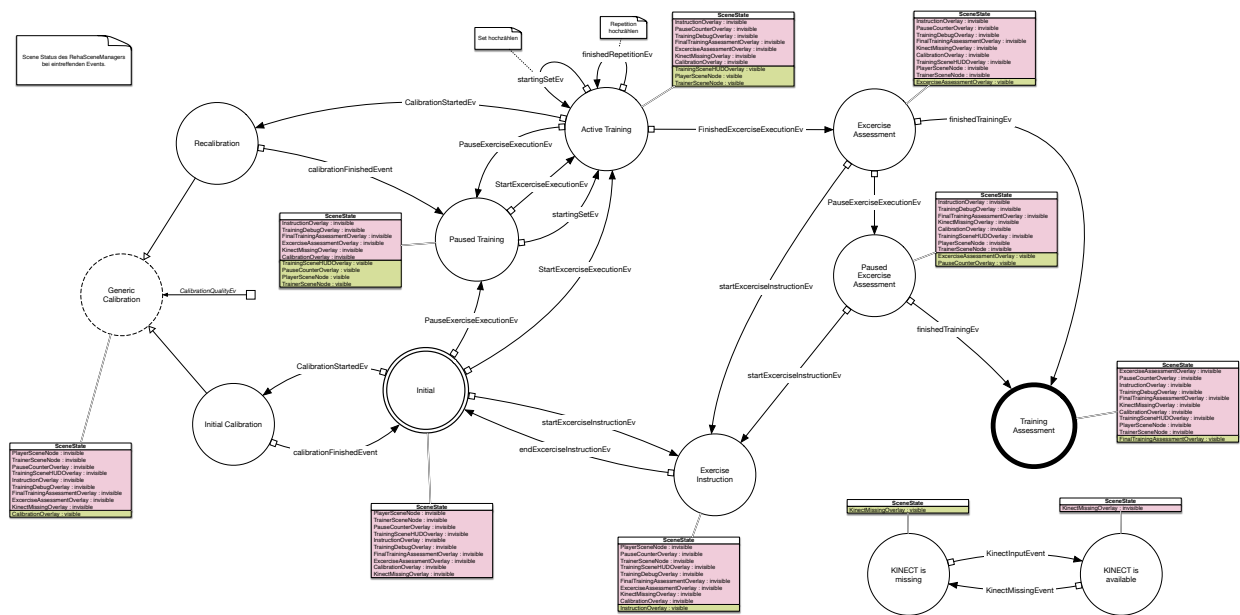 Scene Status des RehaSceneManagers
bei eintreffenden Events.
Set hochzählen
Repetition
hochzählen
finishedRepetitionEv
startingSetEv
SceneState
InstructionOverlay : invisible
PauseCounterOverlay : invisible
TrainingDebugOverlay : invisible
FinalTrainingAssessmentOverlay : invisible
ExcerciseAssessmentOverlay : invisible
KinectMissingOverlay : invisible
CalibrationOverlay : invisible
TrainingSceneHUDOverlay : visible
PlayerSceneNode : visible
TrainerSceneNode : visible
SceneState
InstructionOverlay : invisible
PauseCounterOverlay : invisible
TrainingDebugOverlay : invisible
FinalTrainingAssessmentOverlay : invisible
KinectMissingOverlay : invisible
CalibrationOverlay : invisible
TrainingSceneHUDOverlay : invisible
PlayerSceneNode : invisible
TrainerSceneNode : invisible
ExcerciseAssessmentOverlay : visible
CalibrationStartedEv
Active Training
FinishedExcerciseExecutionEv
Excercise
Assessment
finishedTrainingEv
Recalibration
PauseExerciseExecutionEv
calibrationFinishedEvent
StartExcerciseExecutionEv
startingSetEv
PauseExerciseExecutionEv
SceneState
InstructionOverlay : invisible
TrainingDebugOverlay : invisible
FinalTrainingAssessmentOverlay : invisible
KinectMissingOverlay : invisible
CalibrationOverlay : invisible
TrainingSceneHUDOverlay : invisible
PlayerSceneNode : invisible
TrainerSceneNode : invisible
ExcerciseAssessmentOverlay : visible
PauseCounterOverlay : visible
SceneState
InstructionOverlay : invisible
TrainingDebugOverlay : invisible
FinalTrainingAssessmentOverlay : invisible
ExcerciseAssessmentOverlay : invisible
KinectMissingOverlay : invisible
CalibrationOverlay : invisible
TrainingSceneHUDOverlay : visible
PauseCounterOverlay : visible
PlayerSceneNode : visible
TrainerSceneNode : visible
Paused Training
StartExcerciseExecutionEv
Paused
Excercise
Assessment
Generic
Calibration
CalibrationQualityEv
startExcerciseInstructionEv
PauseExerciseExecutionEv
finishedTrainingEv
CalibrationStartedEv
Initial
startExcerciseInstructionEv
Initial Calibration
calibrationFinishedEvent
startExcerciseInstructionEv
endExcerciseInstructionEv
Exercise
Instruction
Training
Assessment
SceneState
ExcerciseAssessmentOverlay : invisible
PauseCounterOverlay : invisible
InstructionOverlay : invisible
TrainingDebugOverlay : invisible
FinalTrainingAssessmentOverlay : invisible
KinectMissingOverlay : invisible
CalibrationOverlay : invisible
TrainingSceneHUDOverlay : invisible
PlayerSceneNode : invisible
TrainerSceneNode : invisible
FinalTrainingAssessmentOverlay : visible
SceneState
PlayerSceneNode : invisible
TrainerSceneNode : invisible
PauseCounterOverlay : invisible
TrainingSceneHUDOverlay : invisible
InstructionOverlay : invisible
TrainingDebugOverlay : invisible
FinalTrainingAssessmentOverlay : invisible
ExcerciseAssessmentOverlay : invisible
KinectMissingOverlay : invisible
CalibrationOverlay : visible
SceneState
PlayerSceneNode : invisible
TrainerSceneNode : invisible
PauseCounterOverlay : invisible
TrainingSceneHUDOverlay : invisible
InstructionOverlay : invisible
TrainingDebugOverlay : invisible
FinalTrainingAssessmentOverlay : invisible
ExcerciseAssessmentOverlay : invisible
CalibrationOverlay : invisible
KinectMissingOverlay : invisible
SceneState
PlayerSceneNode : invisible
PauseCounterOverlay : invisible
TrainerSceneNode : invisible
TrainingSceneHUDOverlay : invisible
TrainingDebugOverlay : invisible
FinalTrainingAssessmentOverlay : invisible
ExcerciseAssessmentOverlay : invisible
KinectMissingOverlay : invisible
CalibrationOverlay : invisible
InstructionOverlay : visible
SceneState
KinectMissingOverlay : visible
SceneState
KinectMissingOverlay : invisible
KINECT is
missing
KinectInputEvent
KinectMissingEvent
KINECT is
available